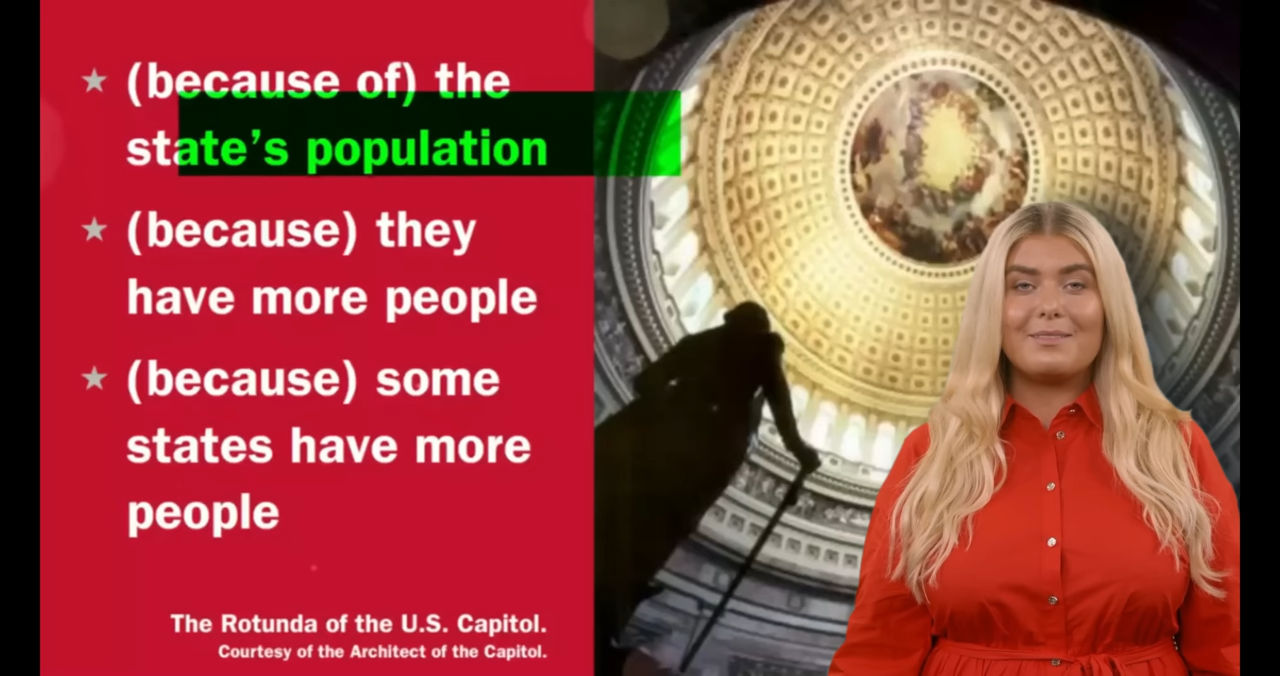 (because of) the
state’s population
(because) they
have more people
(because) some
states have more
people
The Rotunda of the U.S. Capitol.
Courtesy of the Architect of the Capitol.